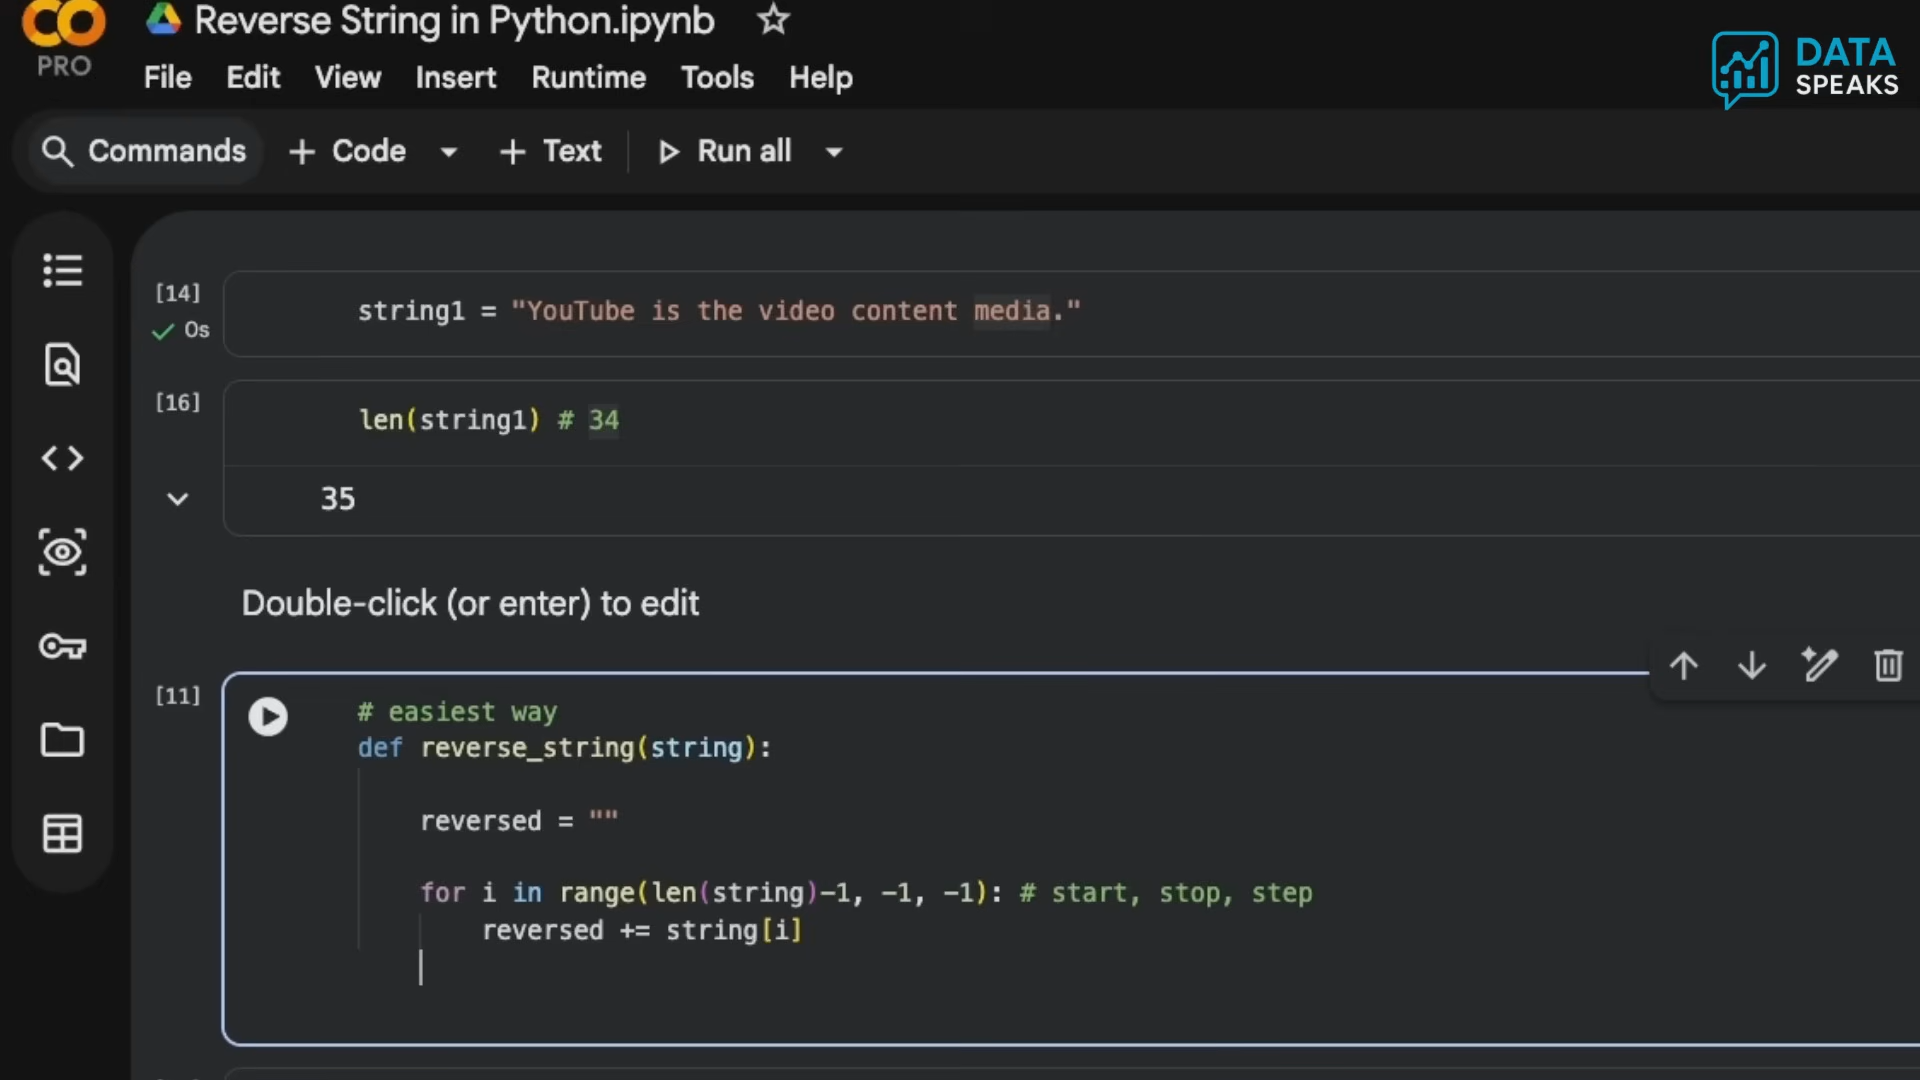 CO
PRO
Reverse String in Python.ipynb
File Edit View Insert Runtime Tools Help
DATA
SPEAKS
Commands + Code + Text Run all
[14]
0s
string1 = "YouTube is the video content media."
[16]
len(string1) # 34
35
Double-click (or enter) to edit
[11]
# easiest way
def reverse_string(string):
reversed = ""
for i in range(len(string)-1, -1, -1): # start, stop, step
reversed += string[i]